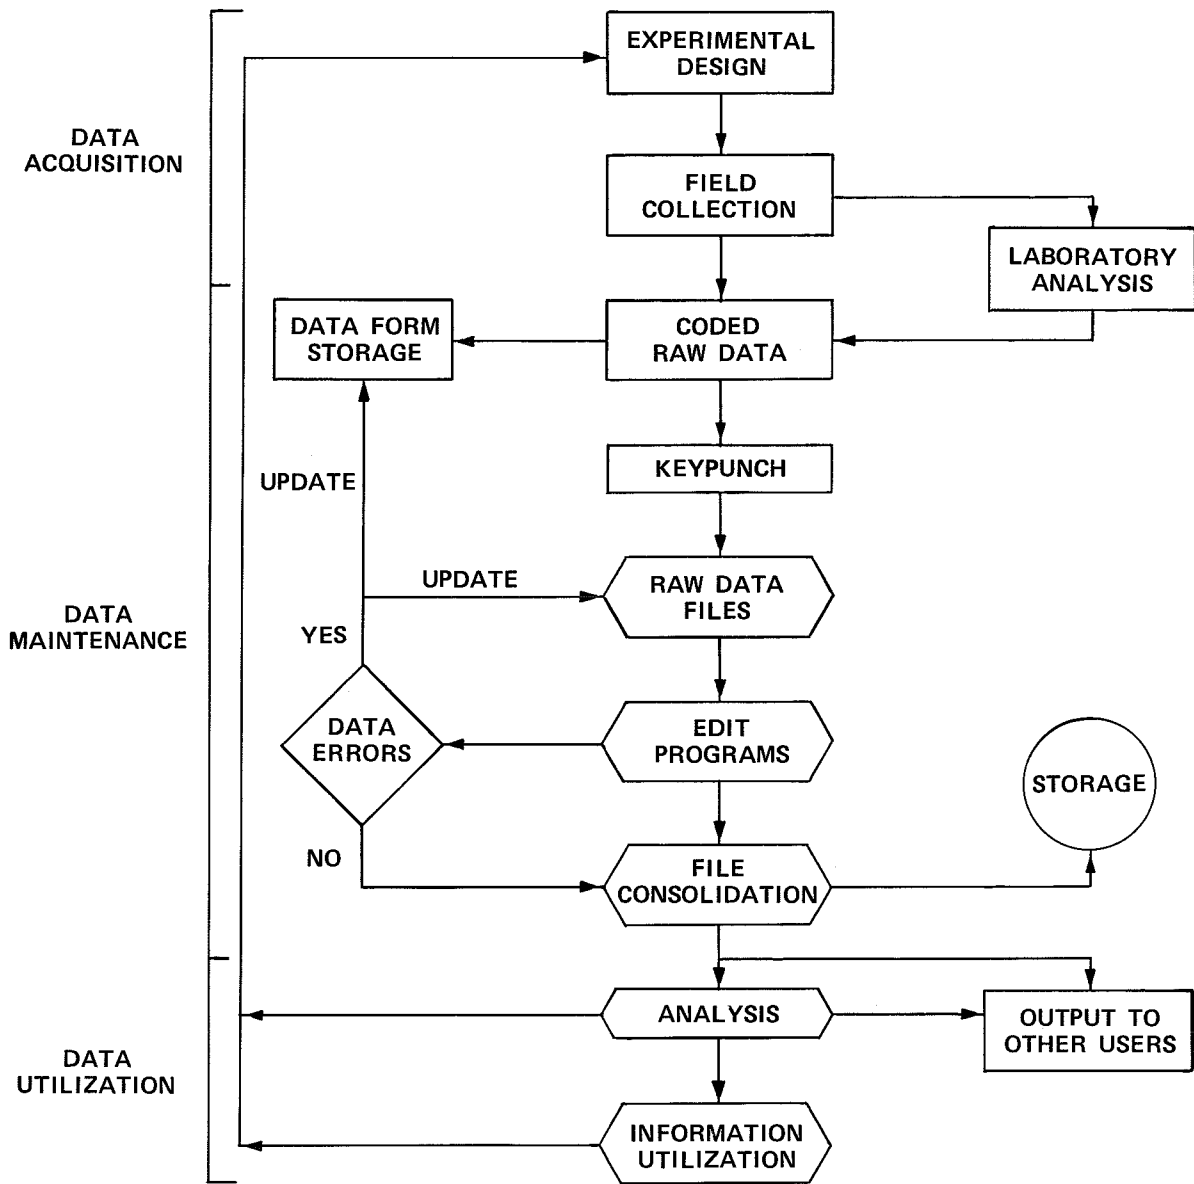 EXPERIMENTAL
DESIGN
DATA
ACQUISITION
FIELD
COLLECTION
LABORATORY
ANALYSIS
DATA FORM
STORAGE
CODED
RAW DATA
KEYPUNCH
UPDATE
UPDATE
RAW DATA
FILES
DATA
MAINTENANCE
YES
DATA
ERRORS
EDIT
PROGRAMS
STORAGE
NO
FILE
CONSOLIDATION
ANALYSIS
OUTPUT TO
OTHER USERS
DATA
UTILIZATION
INFORMATION
UTILIZATION